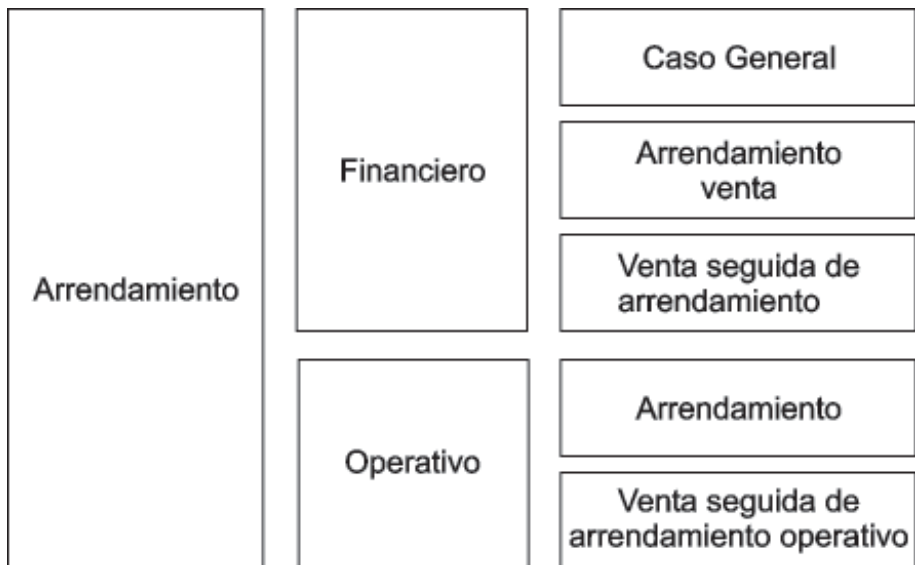 Arrendamiento
Financiero
Caso General
Arrendamiento
venta
Venta seguida de
arrendamiento
Operativo
Arrendamiento
Venta seguida de
arrendamiento operativo